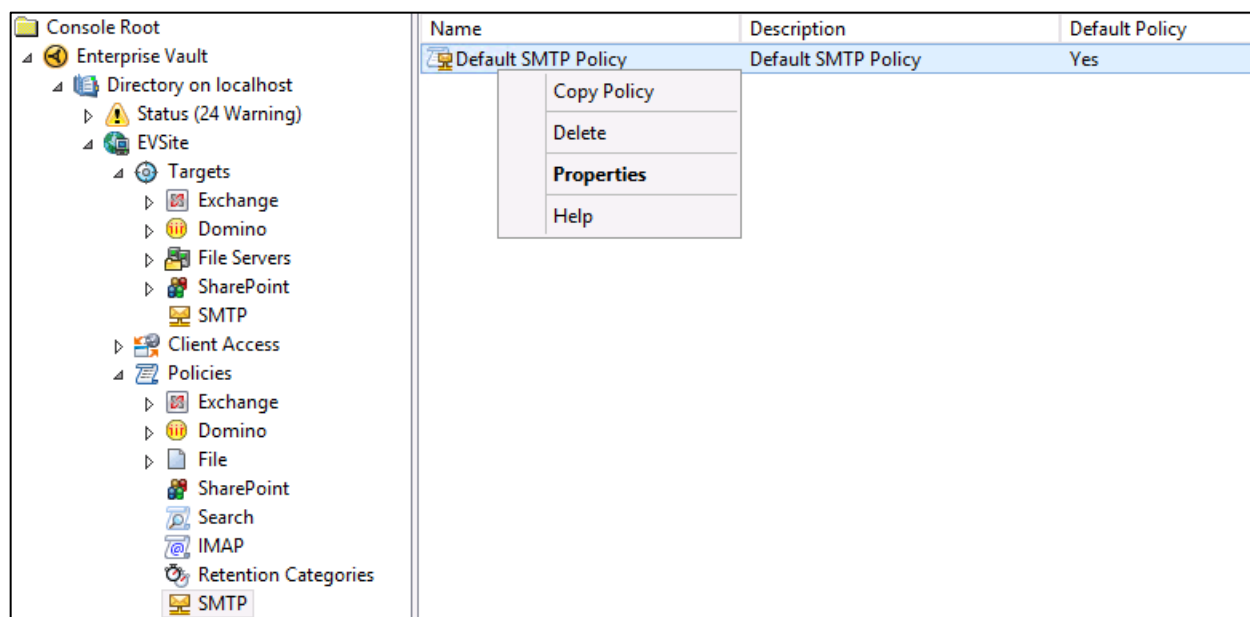 Console Root
Enterprise Vault
Directory on localhost
Status (24 Warning)
EVSite
Targets
Exchange
Domino
File Servers
SharePoint
SMTP
Client Access
Policies
Exchange
Domino
File
SharePoint
Search
IMAP
Retention Categories
SMTP
Name Description Default Policy
Default SMTP Policy Default SMTP Policy Yes
Copy Policy
Delete
Properties
Help